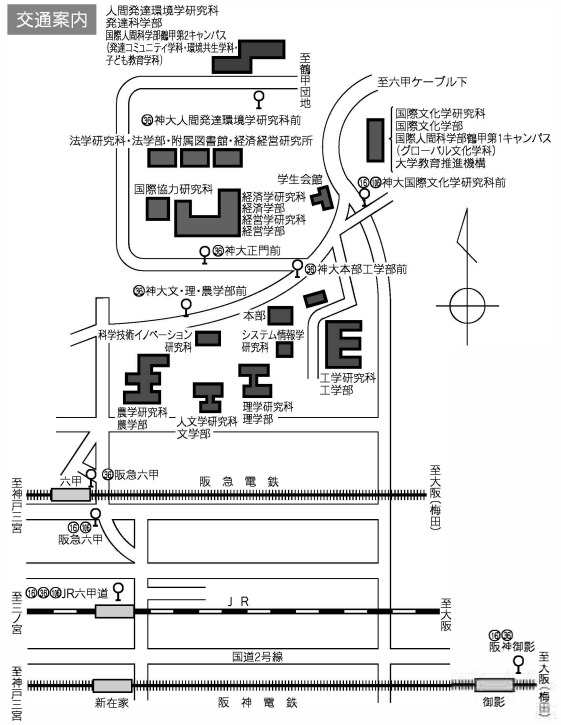 交通案内
人間発達環境学研究科
発達科学部
国際人間科学部鶴甲第2キャンパス
(発達コミュニティ学科・環境共生学科・
子ども教育学科)
至鶴甲団地
至六甲ケーブル下
㊱神大人間発達環境学研究科前
国際文化学研究科
国際文化学部
国際人間科学部鶴甲第1キャンパス
(グローバル文化学科)
大学教育推進機構
法学研究科・法学部・附属図書館・経済経営研究所
学生会館
神大国際文化学研究科前
国際協力研究科
経済学研究科
経済学部
経営学研究科
経営学部
㊱神大正門前
㊱神大本部工学部前
㊱神大文・理・農学部前
本部
科学技術イノベーション
研究科
システム情報学
研究科
工学研究科
工学部
農学研究科
農学部
人文学研究科
文学部
理学研究科
理学部
六甲
㊱阪急六甲
阪急電鉄
至神戸三宮
至大阪(梅田)
阪急六甲
JR六甲道
至三ノ宮
JR
至大阪
国道2号線
阪神御影
至神戸三宮
新在家
阪神電鉄
御影
至大阪(梅田)